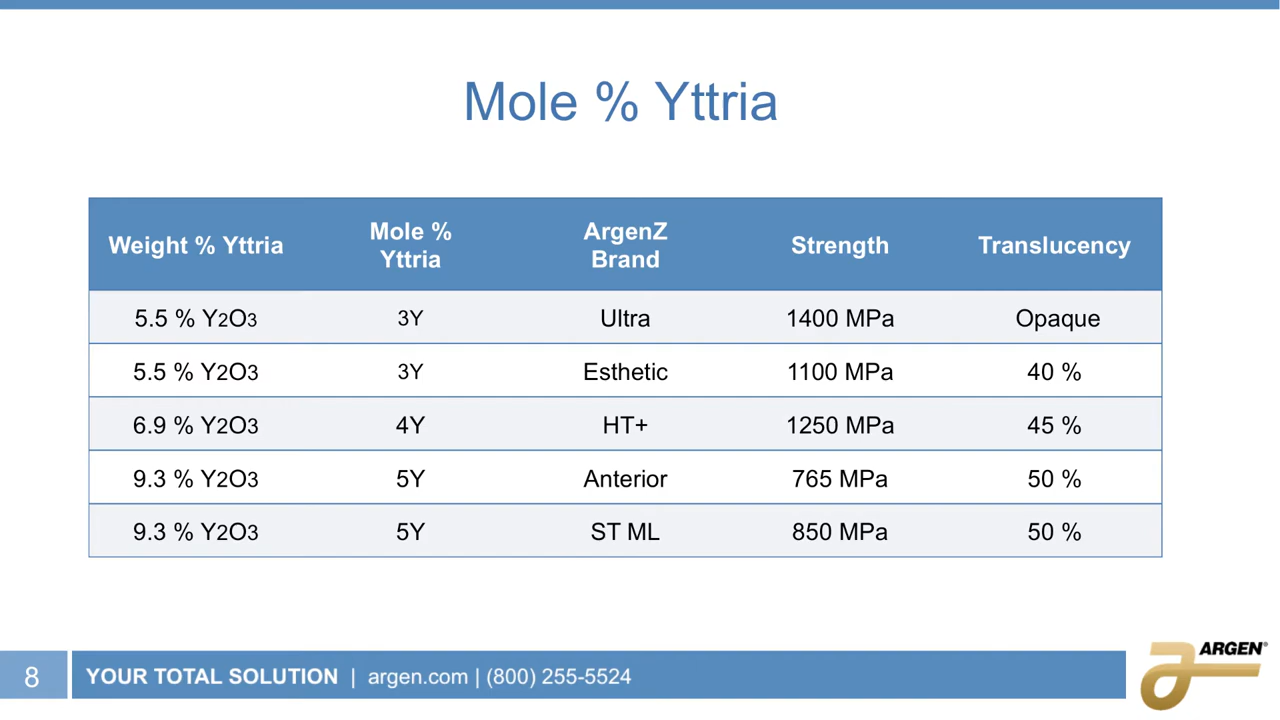 Mole % Yttria
Weight % Yttria Mole % Yttria ArgenZ Brand Strength Translucency
5.5 % Y2O3 3Y Ultra 1400 MPa Opaque
5.5 % Y2O3 3Y Esthetic 1100 MPa 40 %
6.9 % Y2O3 4Y HT+ 1250 MPa 45 %
9.3 % Y2O3 5Y Anterior 765 MPa 50 %
9.3 % Y2O3 5Y ST ML 850 MPa 50 %
8 YOUR TOTAL SOLUTION | argen.com | (800) 255-5524
ARGEN®